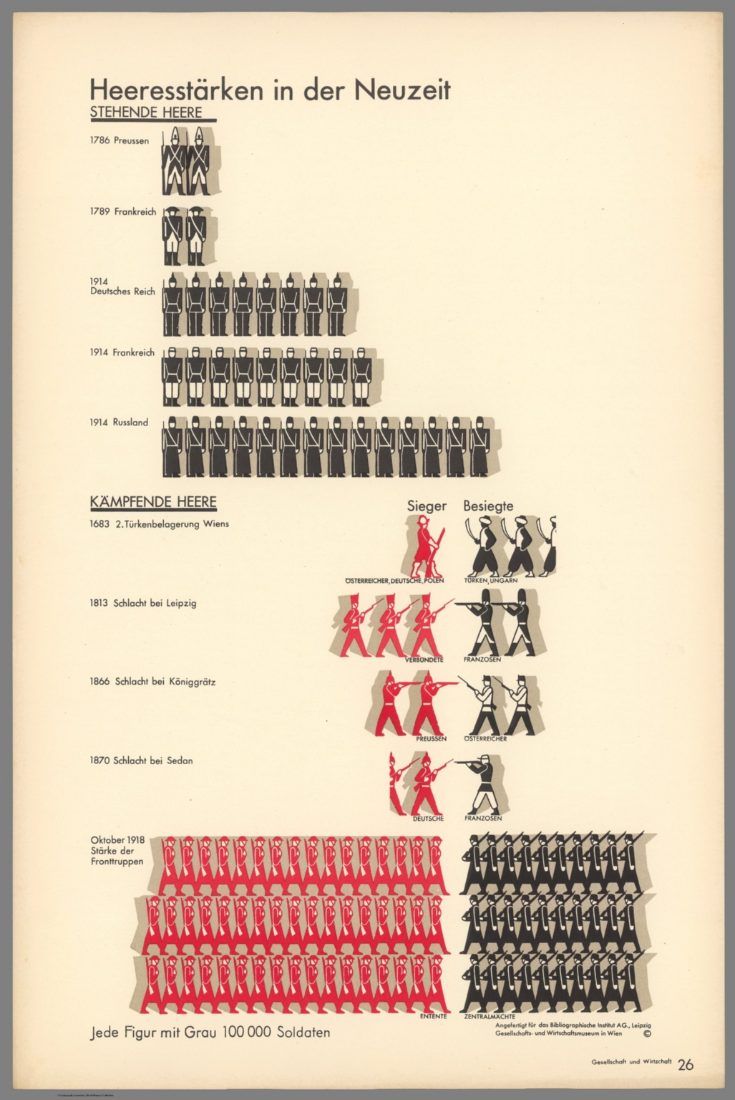 Heeresstärken in der Neuzeit
STEHENDE HEERE
1786 Preussen
1789 Frankreich
1914
Deutsches Reich
1914 Frankreich
1914 Russland
KÄMPFENDE HEERE
Sieger Besiegte
1683 2.Türkenbelagerung Wiens
ÖSTERREICHER, DEUTSCHE, POLEN TÜRKEN, UNGARN
1813 Schlacht bei Leipzig
VERBÜNDETE FRANZOSEN
1866 Schlacht bei Königgrätz
PREUSSEN ÖSTERREICHER
1870 Schlacht bei Sedan
DEUTSCHE FRANZOSEN
Oktober 1918
Stärke der
Fronttruppen
ENTENTE ZENTRALMÄCHTE
Jede Figur mit Grau 100 000 Soldaten
Angefertigt für das Bibliographische Institut AG., Leipzig
Gesellschafts- und Wirtschaftsmuseum in Wien ©
Gesellschaft und Wirtschaft 26